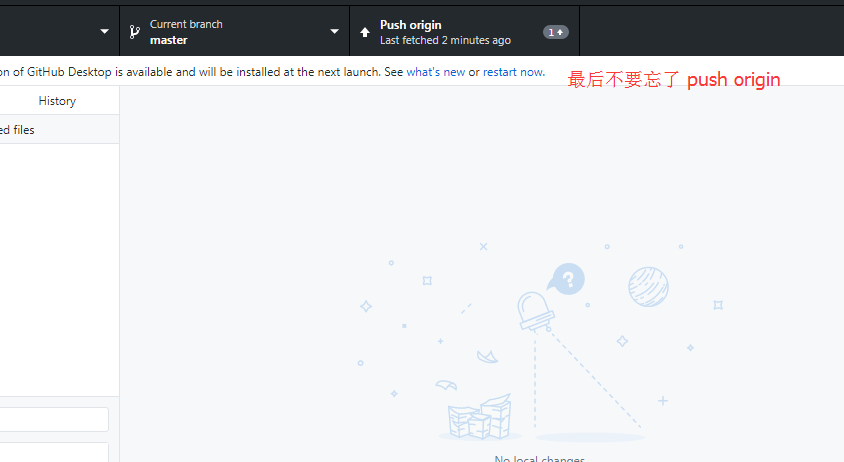 Current branch
master
Push origin
Last fetched 2 minutes ago
1
on of GitHub Desktop is available and will be installed at the next launch. See what's new or restart now.
最后不要忘了 push origin
History
ed files
?
No local changes